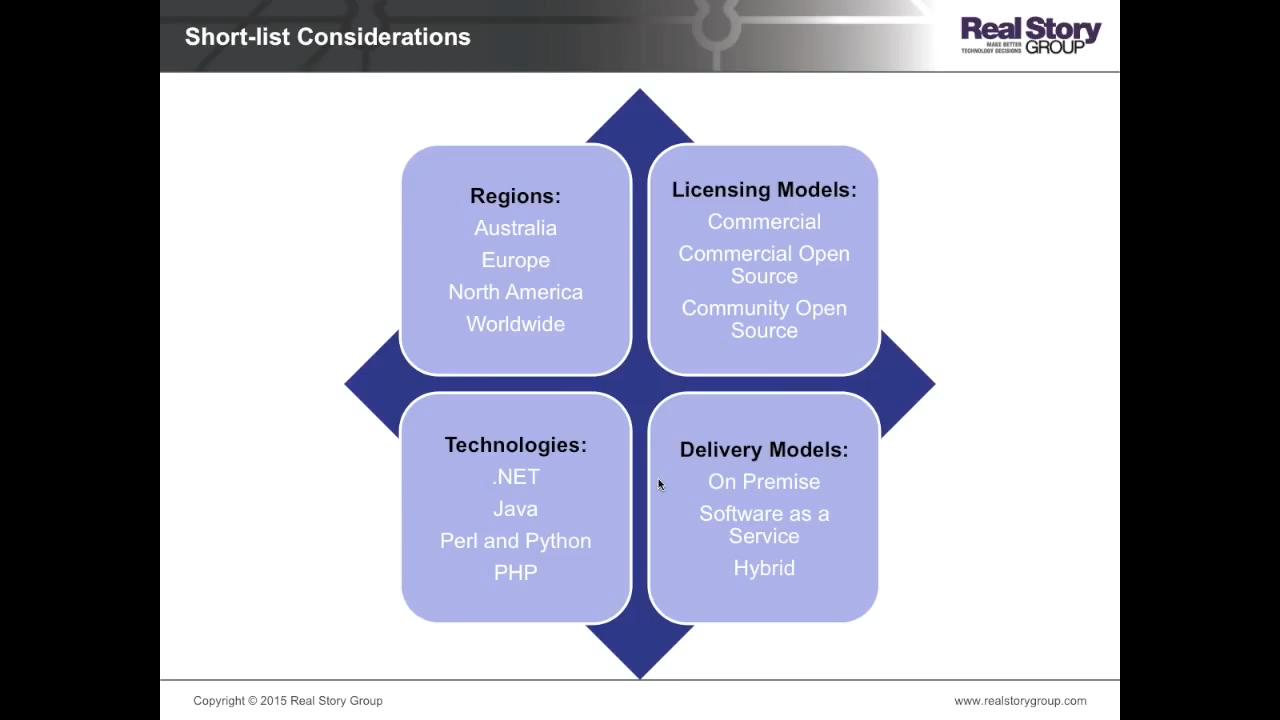 Short-list Considerations
Real Story
MAKE BETTER
TECHNOLOGY DECISIONS
GROUP
Regions:
Australia
Europe
North America
Worldwide
Licensing Models:
Commercial
Commercial Open
Source
Community Open
Source
Technologies:
.NET
Java
Perl and Python
PHP
Delivery Models:
On Premise
Software as a
Service
Hybrid
Copyright © 2015 Real Story Group
www.realstorygroup.com